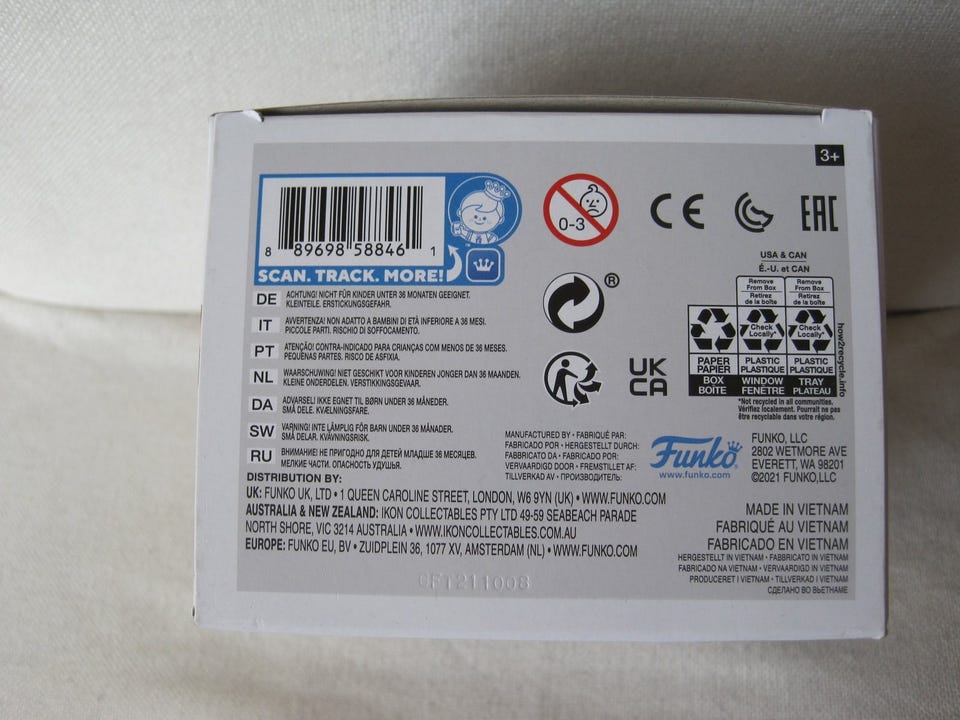 3+
8 89698 58846 1
SCAN. TRACK. MORE!
™
0-3
CE
EAC
®
UK
CA
USA & CAN
É.-U. et CAN
Remove From Box
Retirez de la boîte
Remove From Box
Retirez de la boîte
Check Locally*
Check Locally*
PAPER
PAPIER
PLASTIC
PLASTIQUE
PLASTIC
PLASTIQUE
BOX
BOÎTE
WINDOW
FENÊTRE
TRAY
PLATEAU
how2recycle.info
*Not recycled in all communities.
Vérifiez localement. Pourrait ne pas
être recyclable dans votre région.
DE ACHTUNG! NICHT FÜR KINDER UNTER 36 MONATEN GEEIGNET.
KLEINTEILE. ERSTICKUNGSGEFAHR.
IT AVVERTENZA! NON ADATTO A BAMBINI DI ETÀ INFERIORE A 36 MESI.
PICCOLE PARTI. RISCHIO DI SOFFOCAMENTO.
PT ATENÇÃO! CONTRA-INDICADO PARA CRIANÇAS COM MENOS DE 36 MESES.
PEQUENAS PARTES. RISCO DE ASFIXIA.
NL WAARSCHUWING! NIET GESCHIKT VOOR KINDEREN JONGER DAN 36 MAANDEN.
KLEINE ONDERDELEN. VERSTIKKINGSGEVAAR.
DA ADVARSEL! IKKE EGNET TIL BØRN UNDER 36 MÅNEDER.
SMÅ DELE. KVÆLNINGSFARE.
SW VARNING! INTE LÄMPLIG FÖR BARN UNDER 36 MÅNADER.
SMÅ DELAR. KVÄVNINGSRISK.
RU ВНИМАНИЕ! НЕ ПРИГОДНО ДЛЯ ДЕТЕЙ МЛАДШЕ 36 МЕСЯЦЕВ.
МЕЛКИЕ ЧАСТИ. ОПАСНОСТЬ УДУШЬЯ.
MANUFACTURED BY • FABRIQUÉ PAR:
FABRICADO POR • HERGESTELLT DURCH:
FABBRICATO DA • FABRICADO POR:
VERVAARDIGD DOOR • FREMSTILLET AF:
TILLVERKAD AV • ПРОИЗВОДИТЕЛЬ:
Funko
www.funko.com
FUNKO, LLC
2802 WETMORE AVE
EVERETT, WA 98201
©2021 FUNKO,LLC
DISTRIBUTION BY:
UK: FUNKO UK, LTD • 1 QUEEN CAROLINE STREET, LONDON, W6 9YN (UK) • WWW.FUNKO.COM
AUSTRALIA & NEW ZEALAND: IKON COLLECTABLES PTY LTD 49-59 SEABEACH PARADE
NORTH SHORE, VIC 3214 AUSTRALIA • WWW.IKONCOLLECTABLES.COM.AU
EUROPE: FUNKO EU, BV • ZUIDPLEIN 36, 1077 XV, AMSTERDAM (NL) • WWW.FUNKO.COM
MADE IN VIETNAM
FABRIQUÉ AU VIETNAM
FABRICADO EN VIETNAM
HERGESTELLT IN VIETNAM • FABBRICATO IN VIETNAM
FABRICADO NA VIETNAM • VERVAARDIGD IN VIETNAM
PRODUCERET I VIETNAM • TILLVERKAD I VIETNAM
СДЕЛАНО ВО ВЬЕТНАМЕ